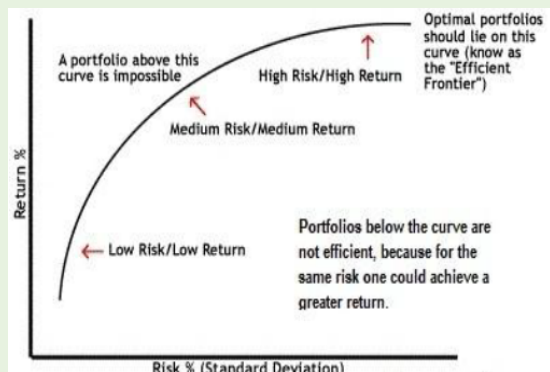 Optimal portfolios
should lie on this
curve (know as
the "Efficient
Frontier")
A portfolio above this
curve is impossible
High Risk/High Return
Medium Risk/Medium Return
Return %
Low Risk/Low Return
Portfolios below the curve are
not efficient, because for the
same risk one could achieve a
greater return.
Risk % (Standard Deviation)